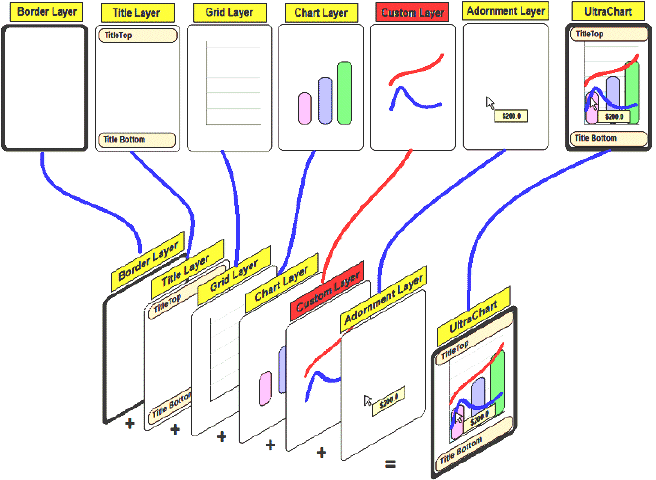 Border Layer
Title Layer
Grid Layer
Chart Layer
Custom Layer
Adornment Layer
UltraChart
TitleTop
TitleTop
$200.0
$200.0
Title Bottom
Title Bottom
Border Layer
Title Layer
Grid Layer
Chart Layer
Custom Layer
Adornment Layer
UltraChart
TitleTop
TitleTop
$200.0
$200.0
Title Bottom
Title Bottom
+
+
+
+
+
=